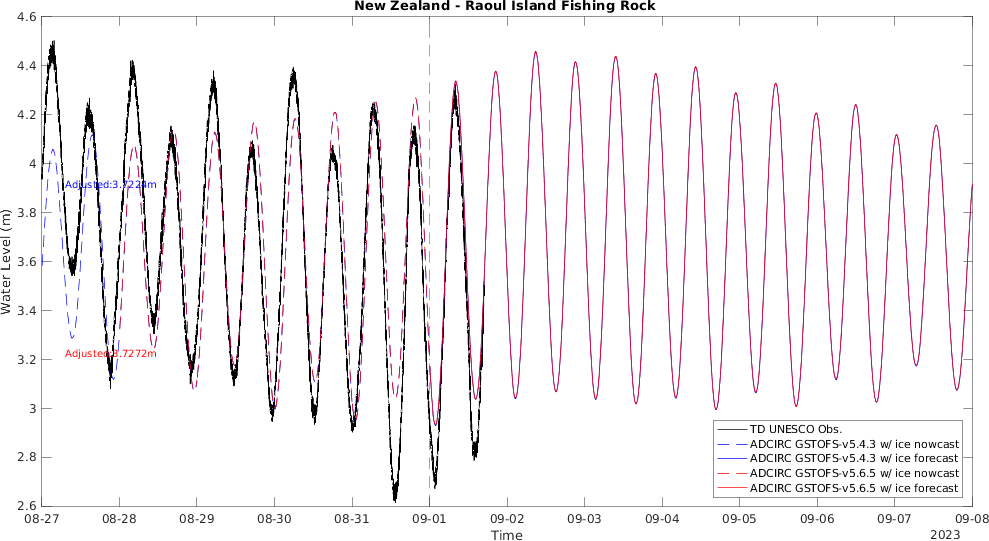 New Zealand - Raoul Island Fishing Rock
4.6
4.4
4.2
4
3.8
3.6
3.4
3.2
3
2.8
2.6
Water Level (m)
Adjusted:3.7224m
Adjusted:3.7272m
TD UNESCO Obs.
ADCIRC GSTOFS-v5.4.3 w/ ice nowcast
ADCIRC GSTOFS-v5.4.3 w/ ice forecast
ADCIRC GSTOFS-v5.6.5 w/ ice nowcast
ADCIRC GSTOFS-v5.6.5 w/ ice forecast
08-27 08-28 08-29 08-30 08-31 09-01 09-02 09-03 09-04 09-05 09-06 09-07 09-08
Time
2023